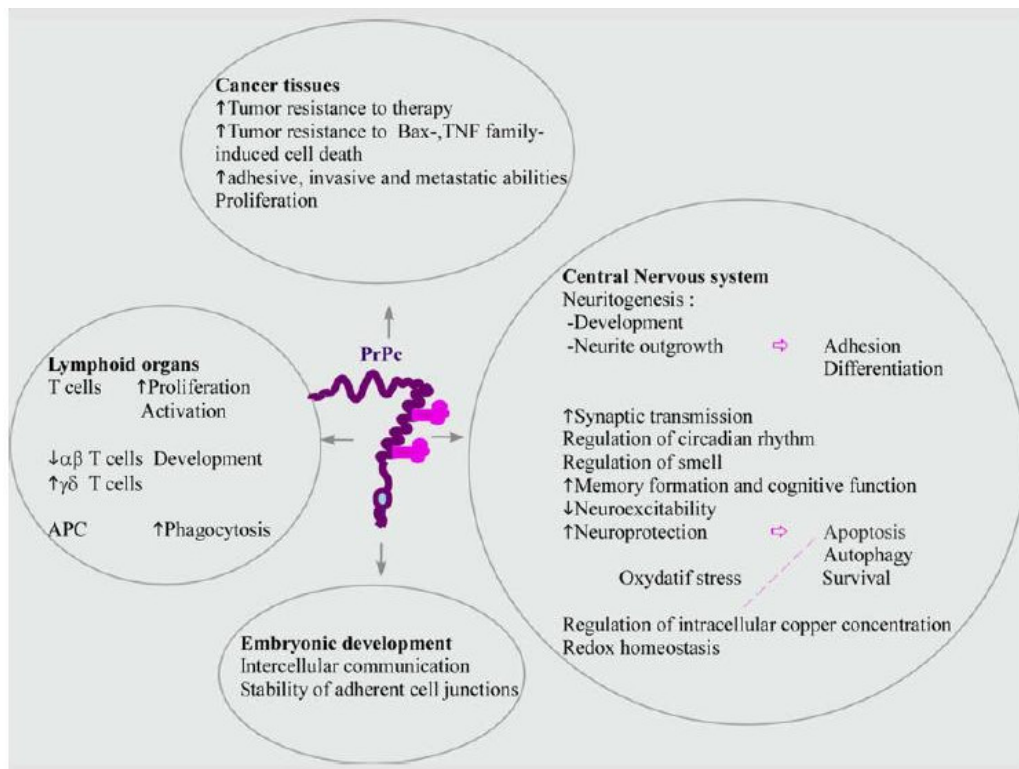 Cancer tissues
↑Tumor resistance to therapy
↑Tumor resistance to Bax-,TNF family-
induced cell death
↑adhesive, invasive and metastatic abilities
Proliferation
PrPc
Lymphoid organs
T cells ↑Proliferation
Activation
↓αβ T cells Development
↑γδ T cells
APC ↑Phagocytosis
Central Nervous system
Neuritogenesis :
-Development
-Neurite outgrowth ⇨ Adhesion
Differentiation
↑Synaptic transmission
Regulation of circadian rhythm
Regulation of smell
↑Memory formation and cognitive function
↓Neuroexcitability
↑Neuroprotection ⇨ Apoptosis
Autophagy
Oxydatif stress Survival
Regulation of intracellular copper concentration
Redox homeostasis
Embryonic development
Intercellular communication
Stability of adherent cell junctions